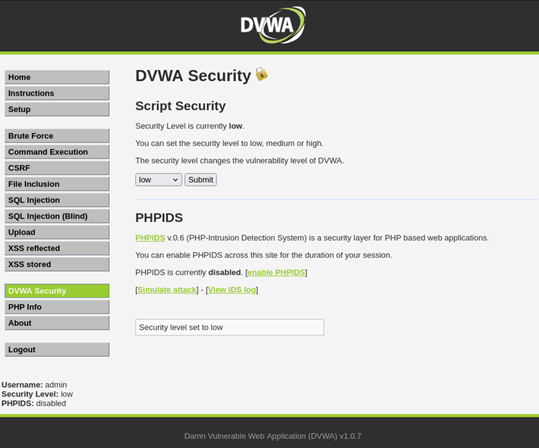 DVWA
Home
Instructions
Setup
Brute Force
Command Execution
CSRF
File Inclusion
SQL Injection
SQL Injection (Blind)
Upload
XSS reflected
XSS stored
DVWA Security
PHP Info
About
Logout
DVWA Security
Script Security
Security Level is currently low.
You can set the security level to low, medium or high.
The security level changes the vulnerability level of DVWA.
low Submit
PHPIDS
PHPIDS v.0.6 (PHP-Intrusion Detection System) is a security layer for PHP based web applications.
You can enable PHPIDS across this site for the duration of your session.
PHPIDS is currently disabled. [enable PHPIDS]
[Simulate attack] - [View IDS log]
Security level set to low
Username: admin
Security Level: low
PHPIDS: disabled
Damn Vulnerable Web Application (DVWA) v1.0.7